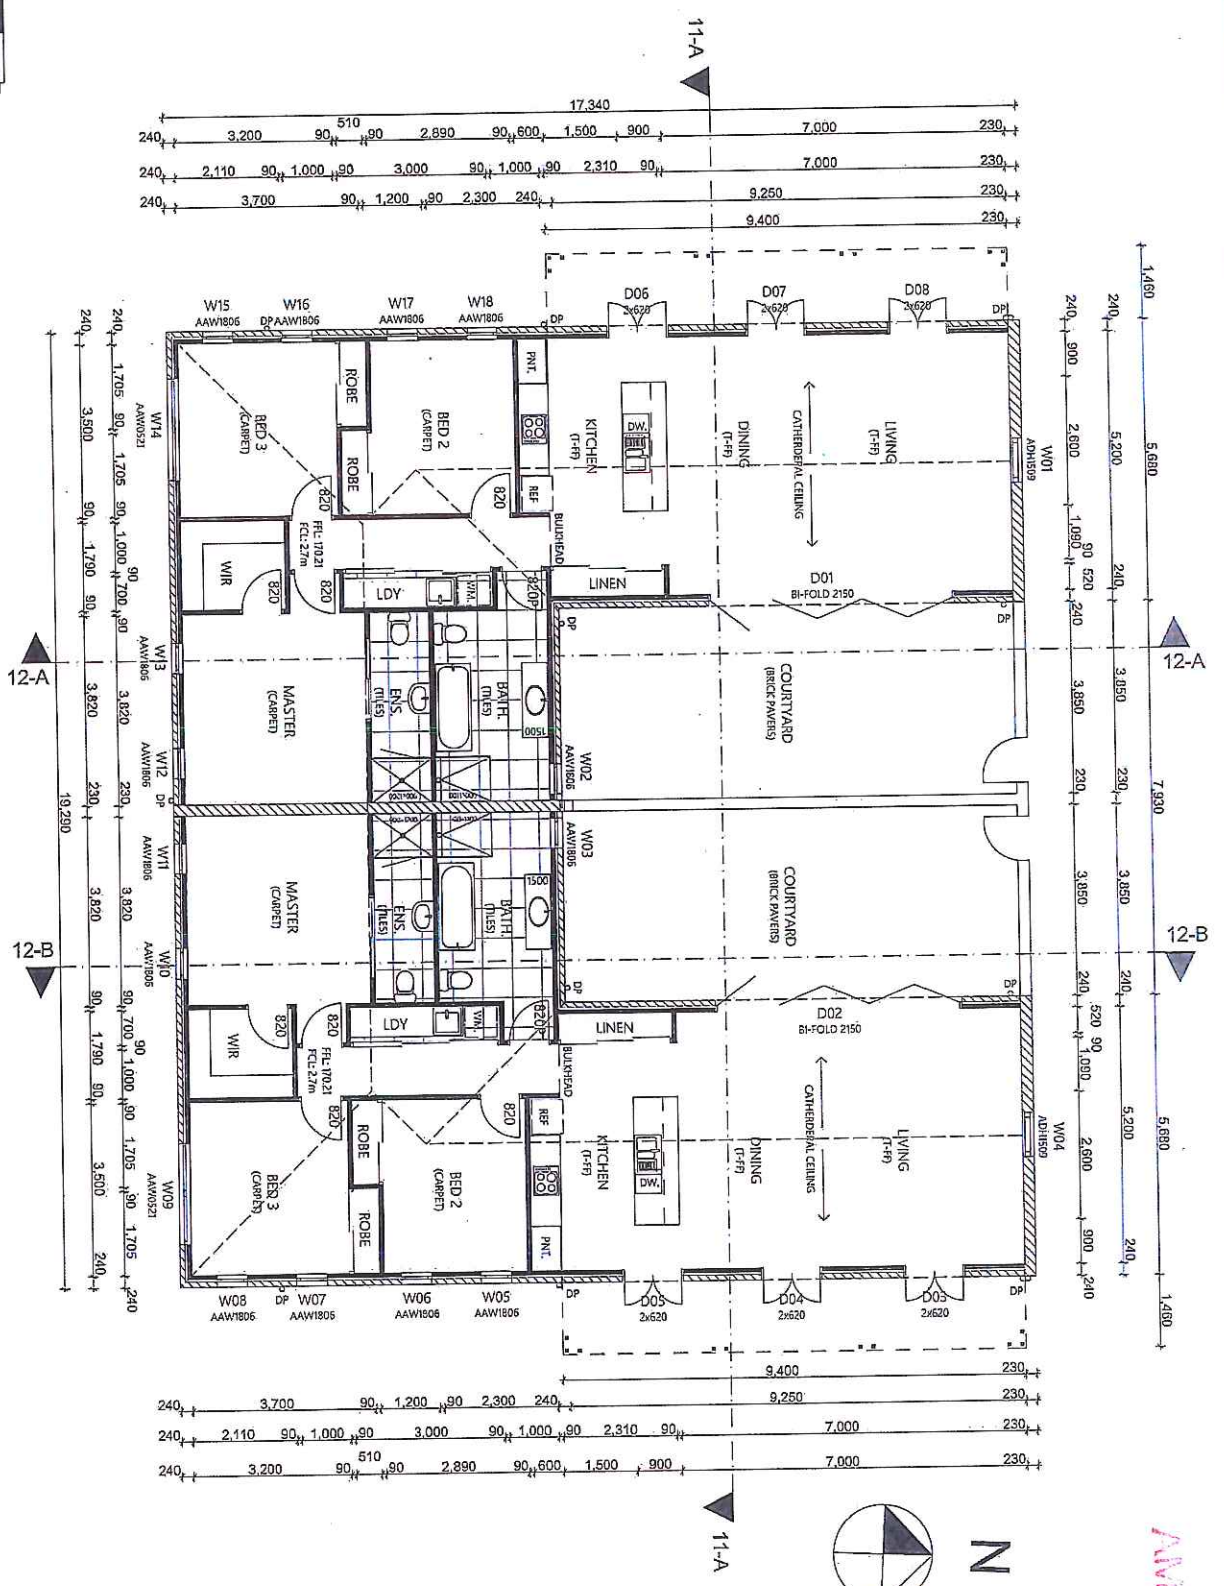 11-A
17,340
510
240 3,200 90 90 2,890 90 600 1,500 900 7,000 230
240 2,110 90 1,000 90 3,000 90 1,000 90 2,310 90 7,000 230
240 3,700 90 1,200 90 2,300 240 9,250 230
9,400 230
1,460
W15 W16 W17 W18 D06 D07 D08
AAW1806 DP AAW1806 AAW1806 AAW1806 DP 2x620 2x620 2x620 DP
240 240 240 240
1,705 3,500 900 5,200 5,680
W14
AAW0521
BED 3
(CARPET)
ROBE
ROBE
BED 2
(CARPET)
PNT.
REF
KITCHEN
(T-FF)
DW.
DINING
(T-FF)
CATHERDERAL CEILING
LIVING
(T-FF)
W01
ADH1509
2,600
90 1,705 90
820 820
FFL: 170.21
FCL: 2.7m
BULKHEAD
1,000 1,790 90 700 90 90
1,090 90 520 240 240
WIR
820 820
LDY
WM.
820
LINEN
D01
BI-FOLD 2150
DP DP
12-A 12-A
W13
AAW1806
MASTER
(CARPET)
ENS.
(TILES)
BATH.
(TILES)
1500
COURTYARD
(BRICK PAVERS)
3,820 3,820 3,850 3,850
W12
AAW1806
DP
W02
AAW1806
230 230 230 230
19,290 7,930
W11
AAW1806
W03
AAW1806
MASTER
(CARPET)
ENS.
(TILES)
BATH.
(TILES)
1500
COURTYARD
(BRICK PAVERS)
3,820 3,820 3,850 3,850
12-B 12-B
W10
AAW1806
DP
240 240
90 1,790 90 90 700 90 1,000 90
520 90 1,090
WIR
820 820
LDY
WM.
820
LINEN
D02
BI-FOLD 2150
FFL: 170.21
FCL: 2.7m
BULKHEAD
820 820
BED 3
(CARPET)
ROBE
ROBE
BED 2
(CARPET)
REF
PNT.
KITCHEN
(T-FF)
DW.
DINING
(T-FF)
CATHERDERAL CEILING
LIVING
(T-FF)
W04
ADH1509
W09
AAW0521
3,500 1,705 90 1,705
2,600 900 5,200 5,680
240 240 240 240
W08 DP W07 W06 W05 DP D05 D04 D03 DP
AAW1806 AAW1806 AAW1806 AAW1806 2x620 2x620 2x620
1,460
9,400 230
240 3,700 90 1,200 90 2,300 240 9,250 230
240 2,110 90 1,000 90 3,000 90 1,000 90 2,310 90 7,000 230
510
240 3,200 90 90 2,890 90 600 1,500 900 7,000 230
11-A
N